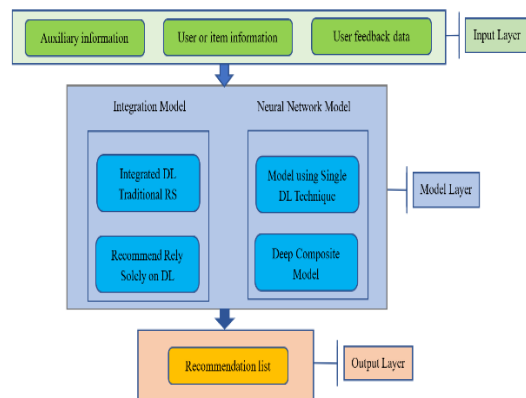 Auxiliary information
User or item information
User feedback data
Input Layer
Integration Model
Neural Network Model
Integrated DL
Traditional RS
Model using Single
DL Technique
Model Layer
Recommend Rely
Solely on DL
Deep Composite
Model
Recommendation list
Output Layer